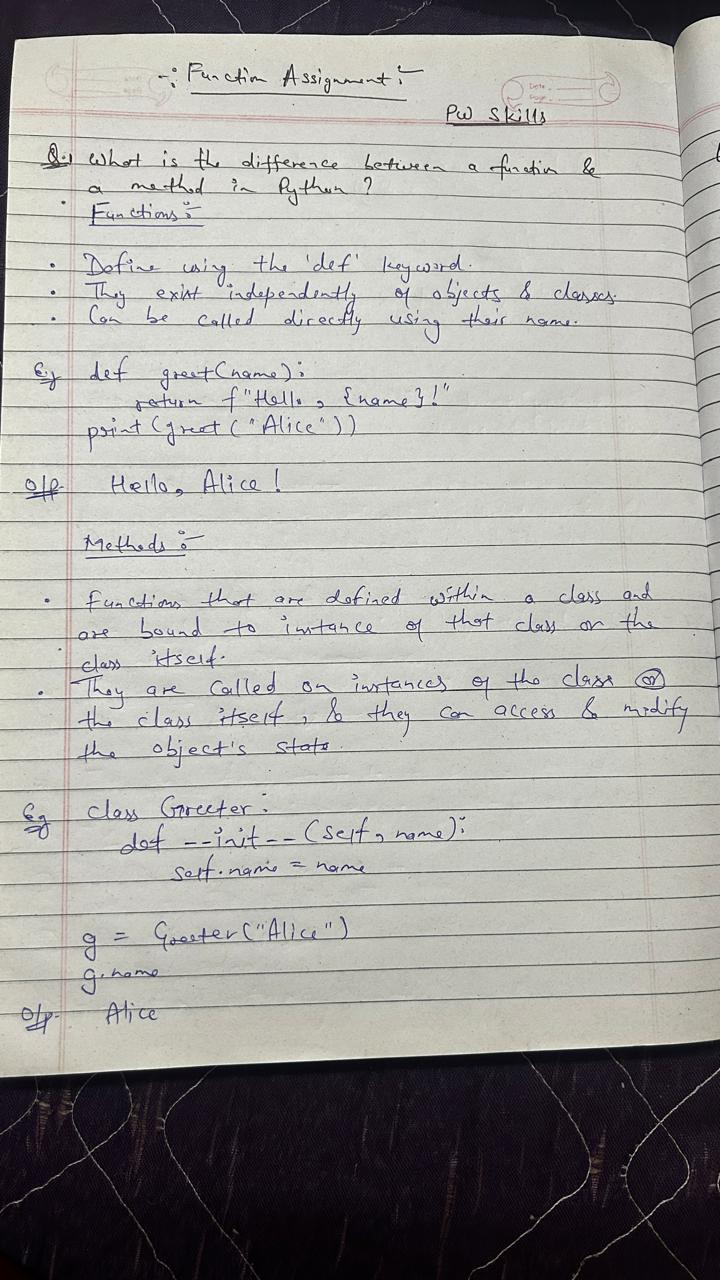 -: Function Assignment :-
Date
Page
PW Skills
Q.1 What is the difference between a function &
a method in Python ?
Functions :-
• Define using the 'def' keyword.
• They exist independently of objects & classes.
• Can be called directly using their name.
Eg def greet(name):
return f"Hello, {name}!"
print(greet("Alice"))
O/p- Hello, Alice !
Methods :-
• Functions that are defined within a class and
are bound to instance of that class or the
class itself.
• They are called on instances of the class or
the class itself, & they can access & modify
the object's state.
Eg class Greeter:
def __init__(self, name):
self.name = name
g = Greeter("Alice")
g.name
O/p- Alice